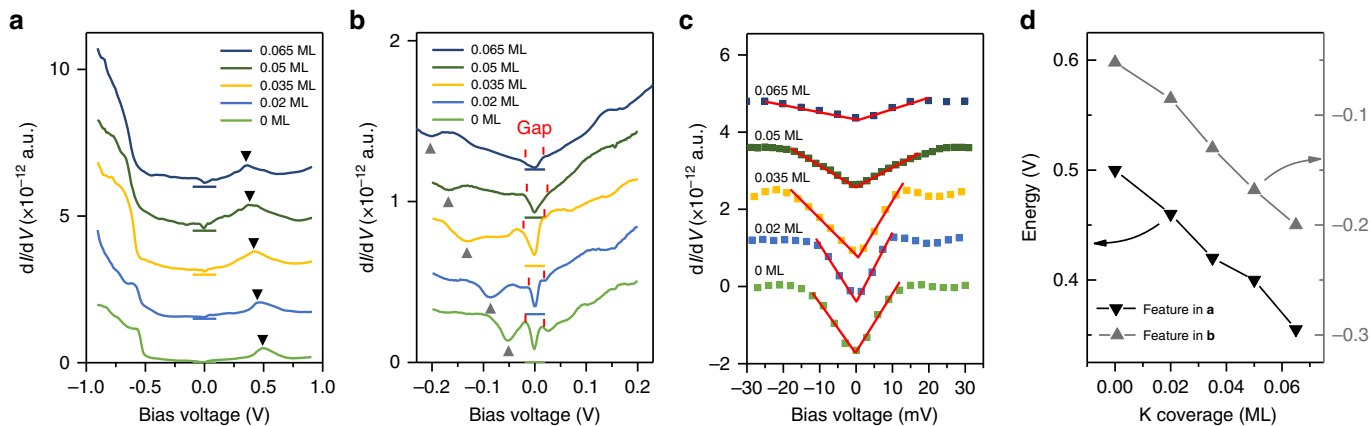 a
dI/dV (×10⁻¹² a.u.)
10
5
0
0.065 ML
0.05 ML
0.035 ML
0.02 ML
0 ML
−1.0 −0.5 0.0 0.5 1.0
Bias voltage (V)
b
dI/dV (×10⁻¹² a.u.)
2
1
0
0.065 ML
0.05 ML
0.035 ML
0.02 ML
0 ML
Gap
−0.2 −0.1 0.0 0.1 0.2
Bias voltage (V)
c
dI/dV (×10⁻¹² a.u.)
6
4
2
0
−2
0.065 ML
0.05 ML
0.035 ML
0.02 ML
0 ML
−30 −20 −10 0 10 20 30
Bias voltage (mV)
d
Energy (V)
0.6
0.5
0.4
−0.1
−0.2
−0.3
Feature in a
Feature in b
0.00 0.02 0.04 0.06
K coverage (ML)